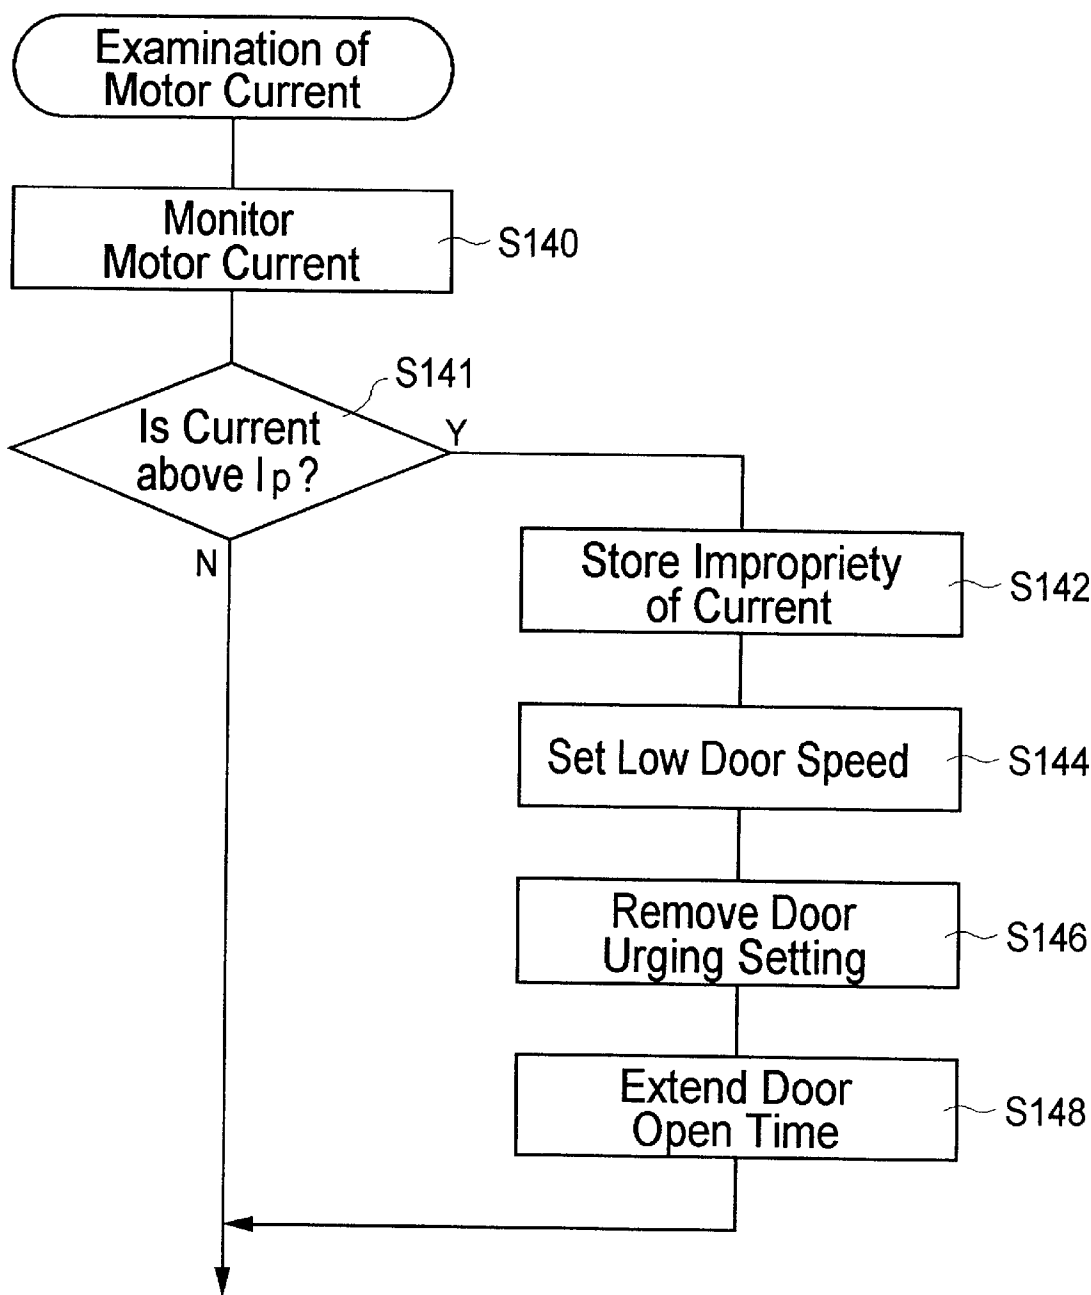 Examination of
Motor Current
Monitor
Motor Current
S140
S141
Is Current
above Ip?
Y
N
Store Impropriety
of Current
S142
Set Low Door Speed
S144
Remove Door
Urging Setting
S146
Extend Door
Open Time
S148